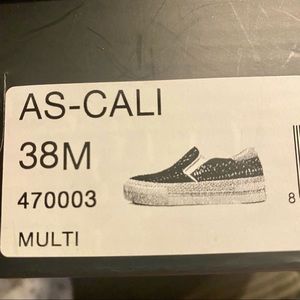 AS-CALI
38M
470003
MULTI
8